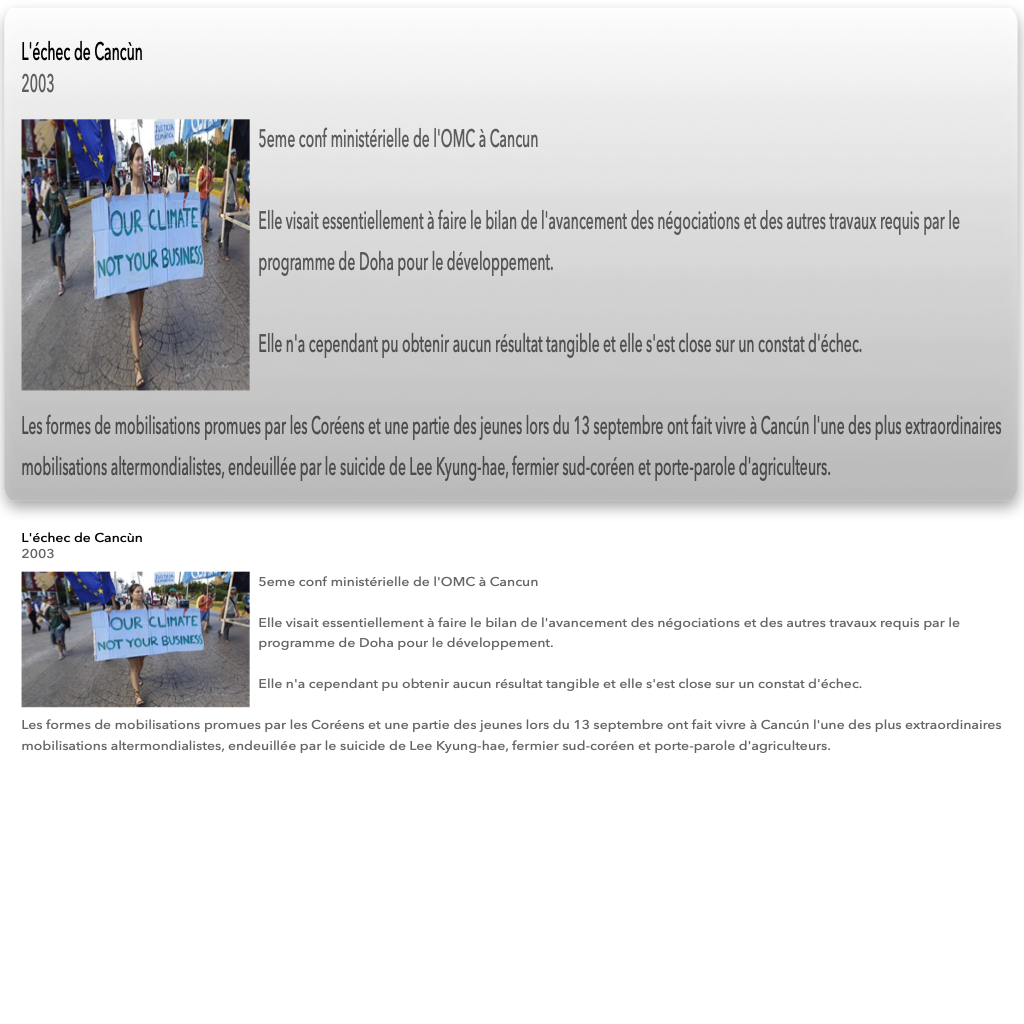 L'échec de Cancùn
2003
JUSTICIA
CLIMÁTICA
OUR CLIMATE
NOT YOUR BUSINESS
5eme conf ministérielle de l'OMC à Cancun
Elle visait essentiellement à faire le bilan de l'avancement des négociations et des autres travaux requis par le
programme de Doha pour le développement.
Elle n'a cependant pu obtenir aucun résultat tangible et elle s'est close sur un constat d'échec.
Les formes de mobilisations promues par les Coréens et une partie des jeunes lors du 13 septembre ont fait vivre à Cancún l'une des plus extraordinaires
mobilisations altermondialistes, endeuillée par le suicide de Lee Kyung-hae, fermier sud-coréen et porte-parole d'agriculteurs.
L'échec de Cancùn
2003
OUR CLIMATE
NOT YOUR BUSINESS
5eme conf ministérielle de l'OMC à Cancun
Elle visait essentiellement à faire le bilan de l'avancement des négociations et des autres travaux requis par le
programme de Doha pour le développement.
Elle n'a cependant pu obtenir aucun résultat tangible et elle s'est close sur un constat d'échec.
Les formes de mobilisations promues par les Coréens et une partie des jeunes lors du 13 septembre ont fait vivre à Cancún l'une des plus extraordinaires
mobilisations altermondialistes, endeuillée par le suicide de Lee Kyung-hae, fermier sud-coréen et porte-parole d'agriculteurs.